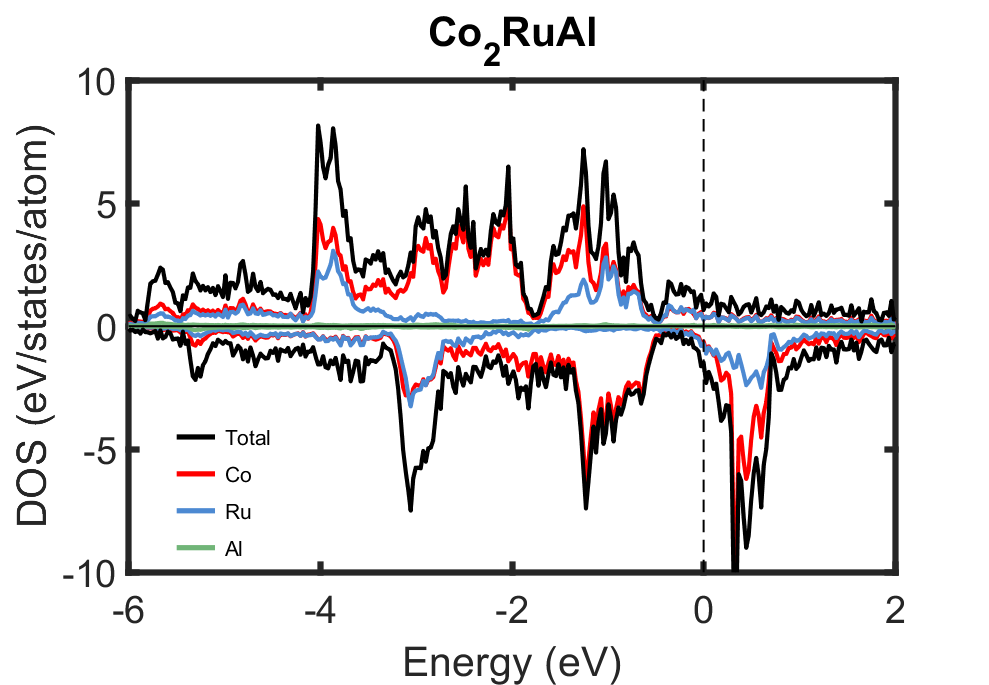 Co₂RuAl
10
5
0
-5
-10
DOS (eV/states/atom)
Total
Co
Ru
Al
-6 -4 -2 0 2
Energy (eV)